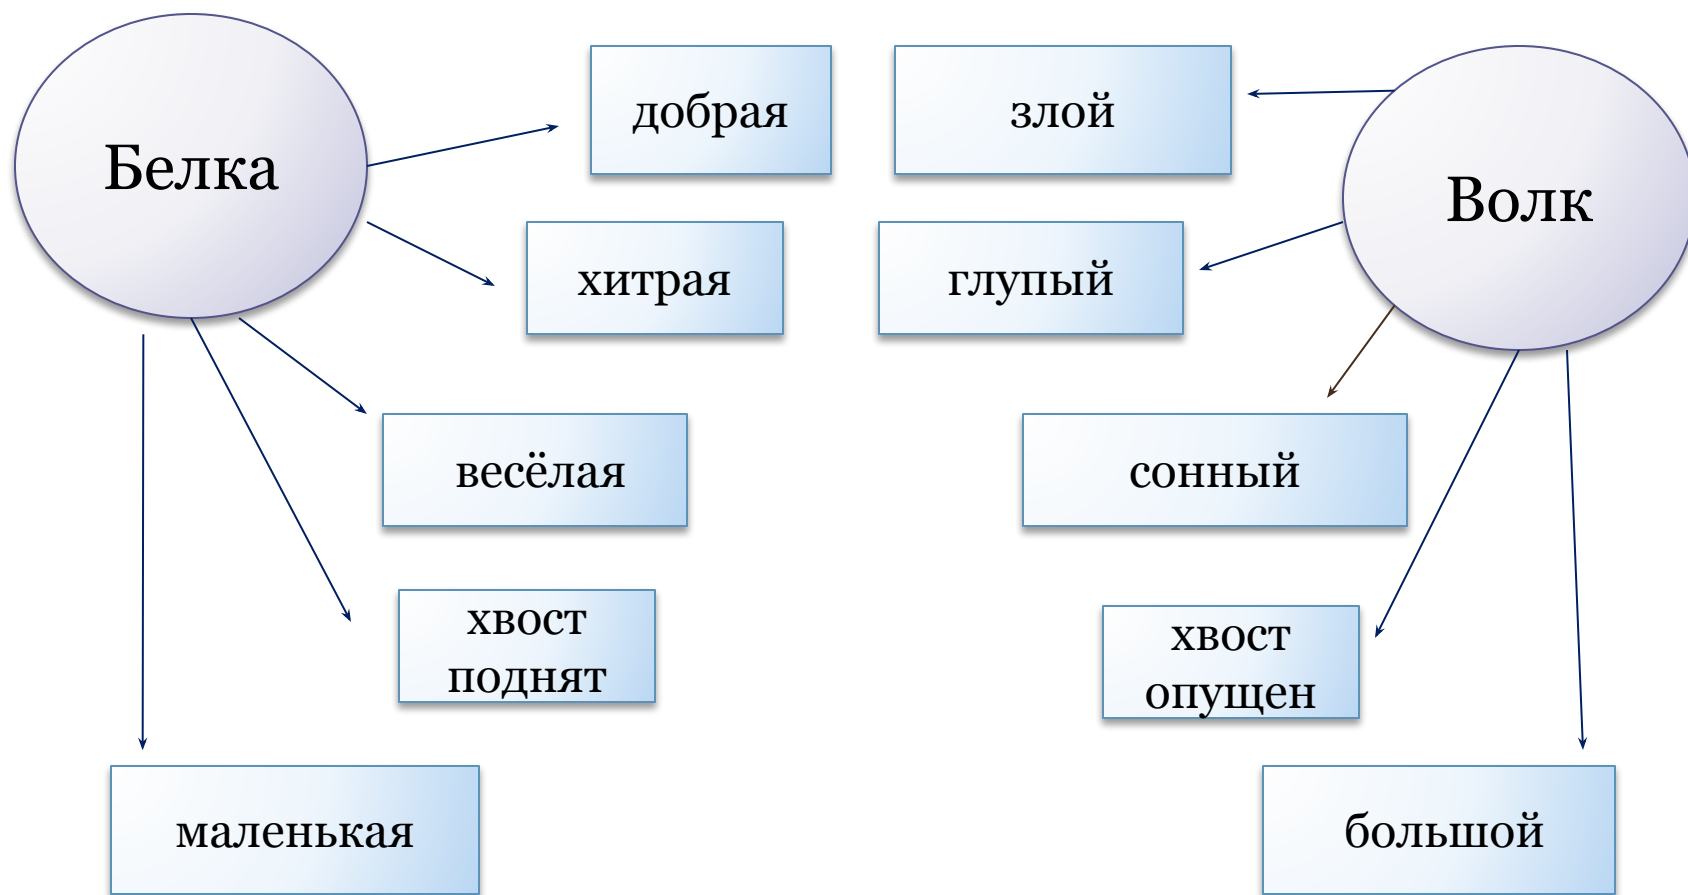 Белка
добрая
хитрая
весёлая
хвост
поднят
маленькая
Волк
злой
глупый
сонный
хвост
опущен
большой